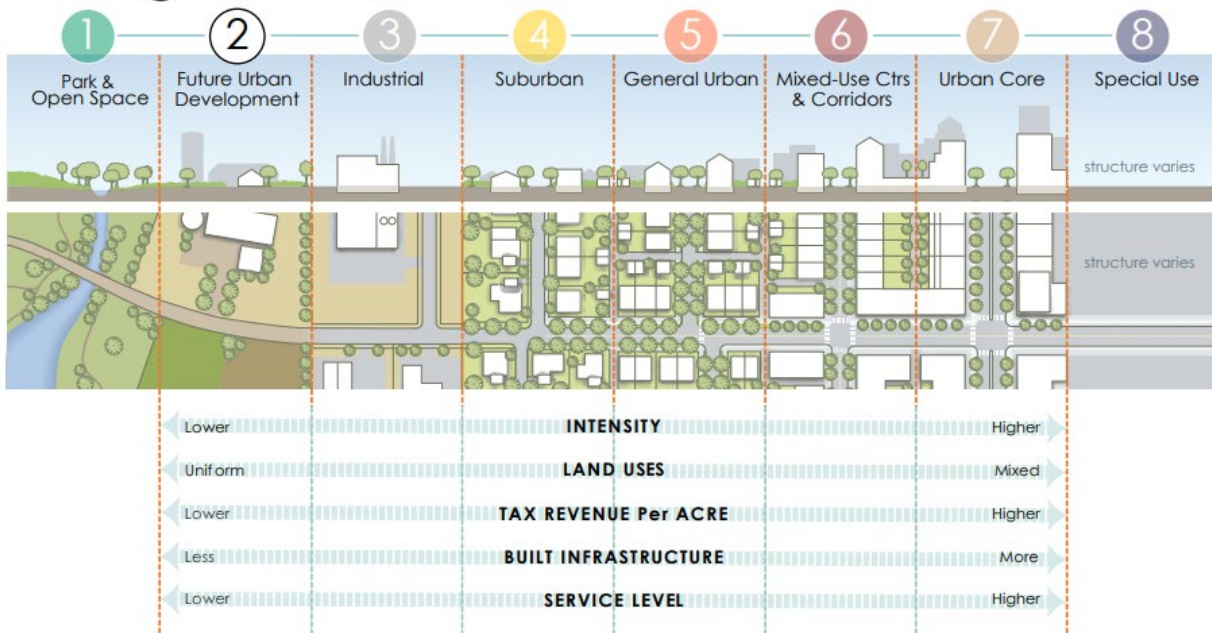 1 2 3 4 5 6 7 8
Park &
Open Space
Future Urban
Development
Industrial
Suburban
General Urban
Mixed-Use Ctrs
& Corridors
Urban Core
Special Use
structure varies
structure varies
Lower INTENSITY Higher
Uniform LAND USES Mixed
Lower TAX REVENUE Per ACRE Higher
Less BUILT INFRASTRUCTURE More
Lower SERVICE LEVEL Higher